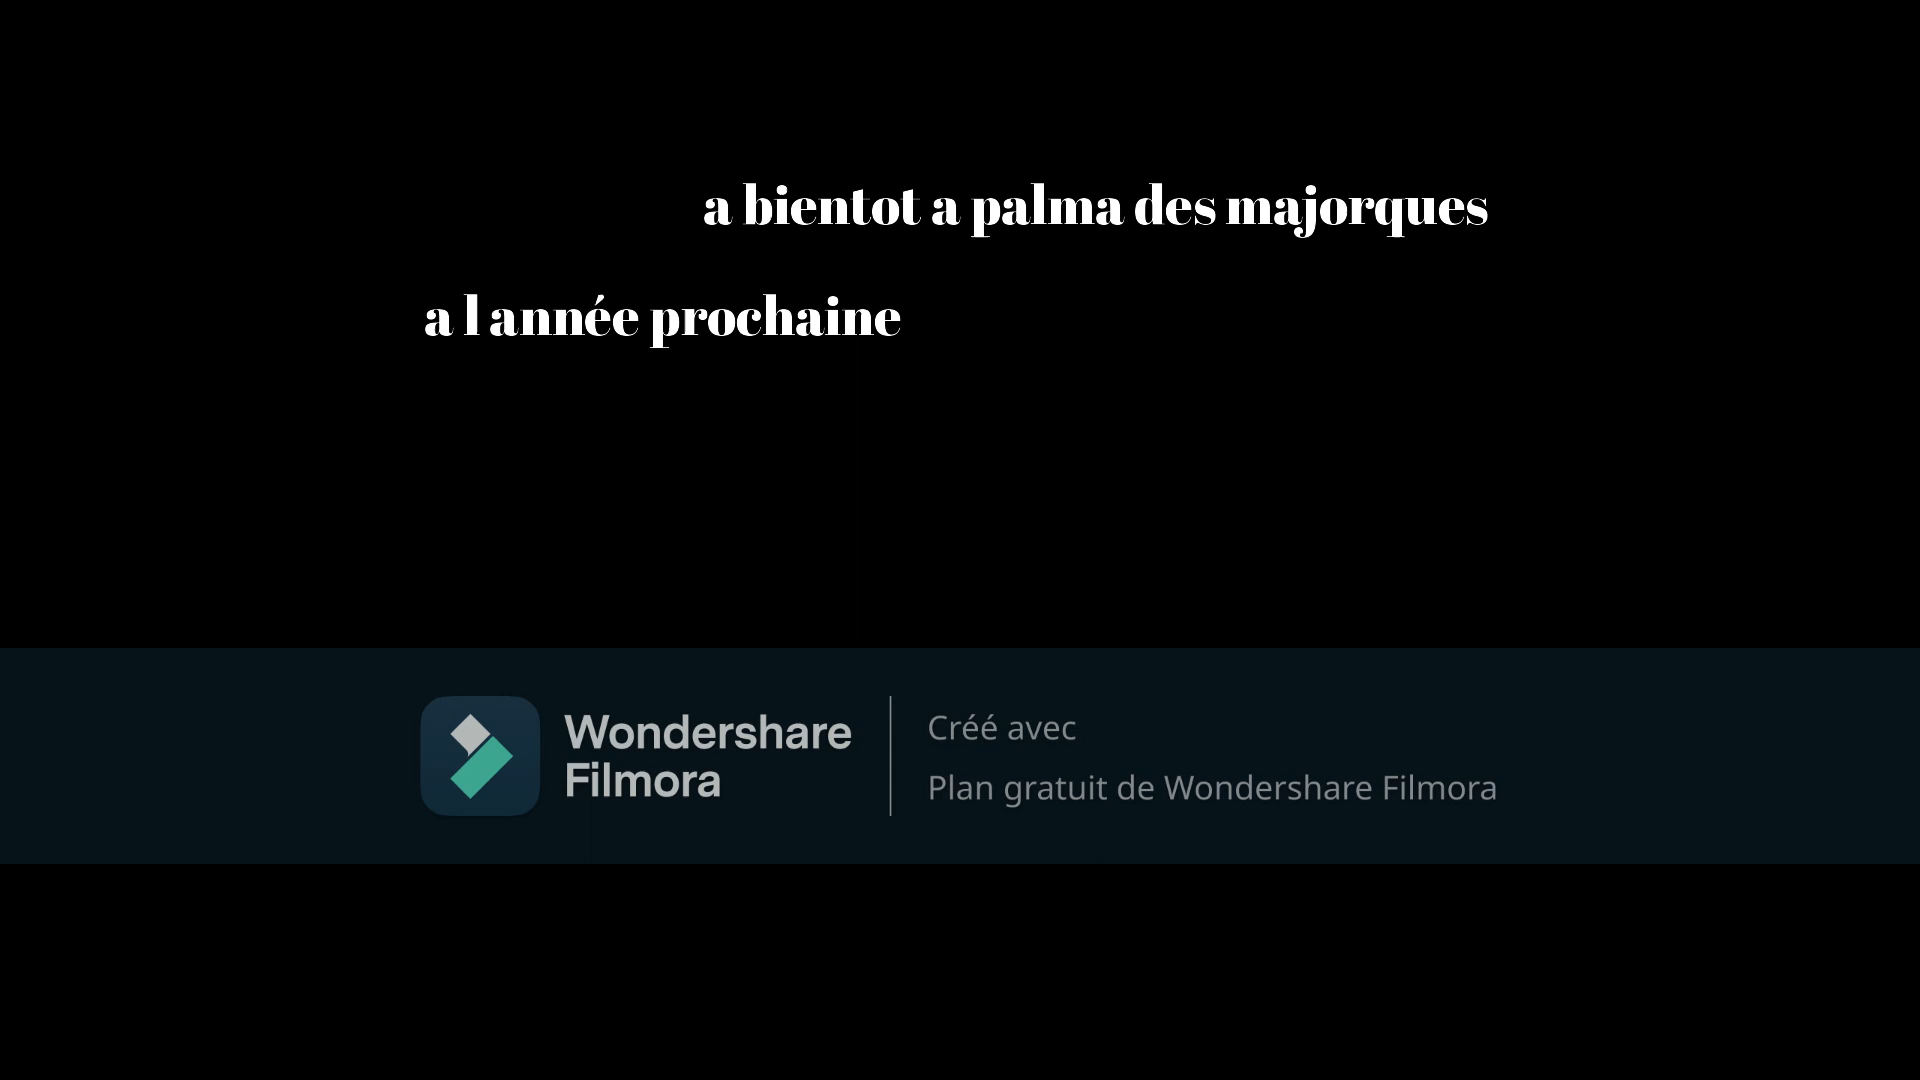 a bientot a palma des majorques
a l année prochaine
Wondershare
Filmora
Créé avec
Plan gratuit de Wondershare Filmora